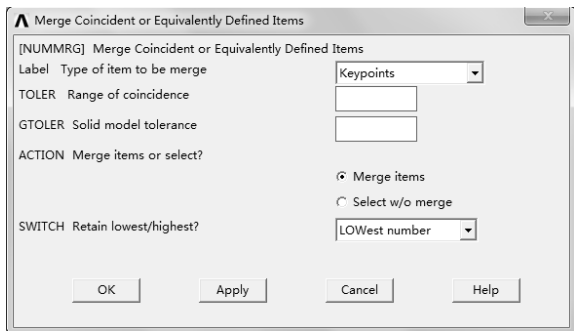 Merge Coincident or Equivalently Defined Items
[NUMMRG] Merge Coincident or Equivalently Defined Items
Label Type of item to be merge
Keypoints
TOLER Range of coincidence
GTOLER Solid model tolerance
ACTION Merge items or select?
Merge items
Select w/o merge
SWITCH Retain lowest/highest?
LOWest number
OK Apply Cancel Help